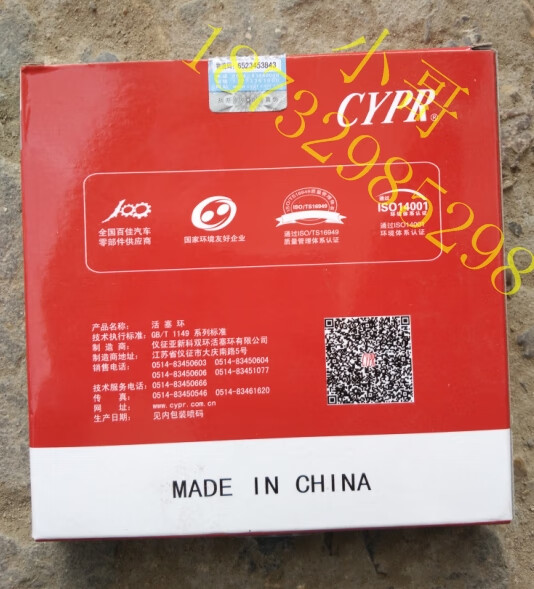 6523453843
小哥
18732985298
CYPR®
100
ISO/TS16949
ISO14001
全国百佳汽车
零部件供应商
国家环境友好企业
通过ISO/TS16949
质量管理体系认证
通过ISO14001
环境体系认证
产品名称: 活塞环
技术执行标准: GB/T 1149 系列标准
制造商: 仪征亚新科双环活塞环有限公司
制造商地址: 江苏省仪征市大庆南路5号
销售电话: 0514-83450603 0514-83450604
0514-83450606 0514-83451077
技术服务电话: 0514-83450666
传真: 0514-83450546 0514-83461620
网址: www.cypr.com.cn
生产日期: 见内包装喷码
MADE IN CHINA